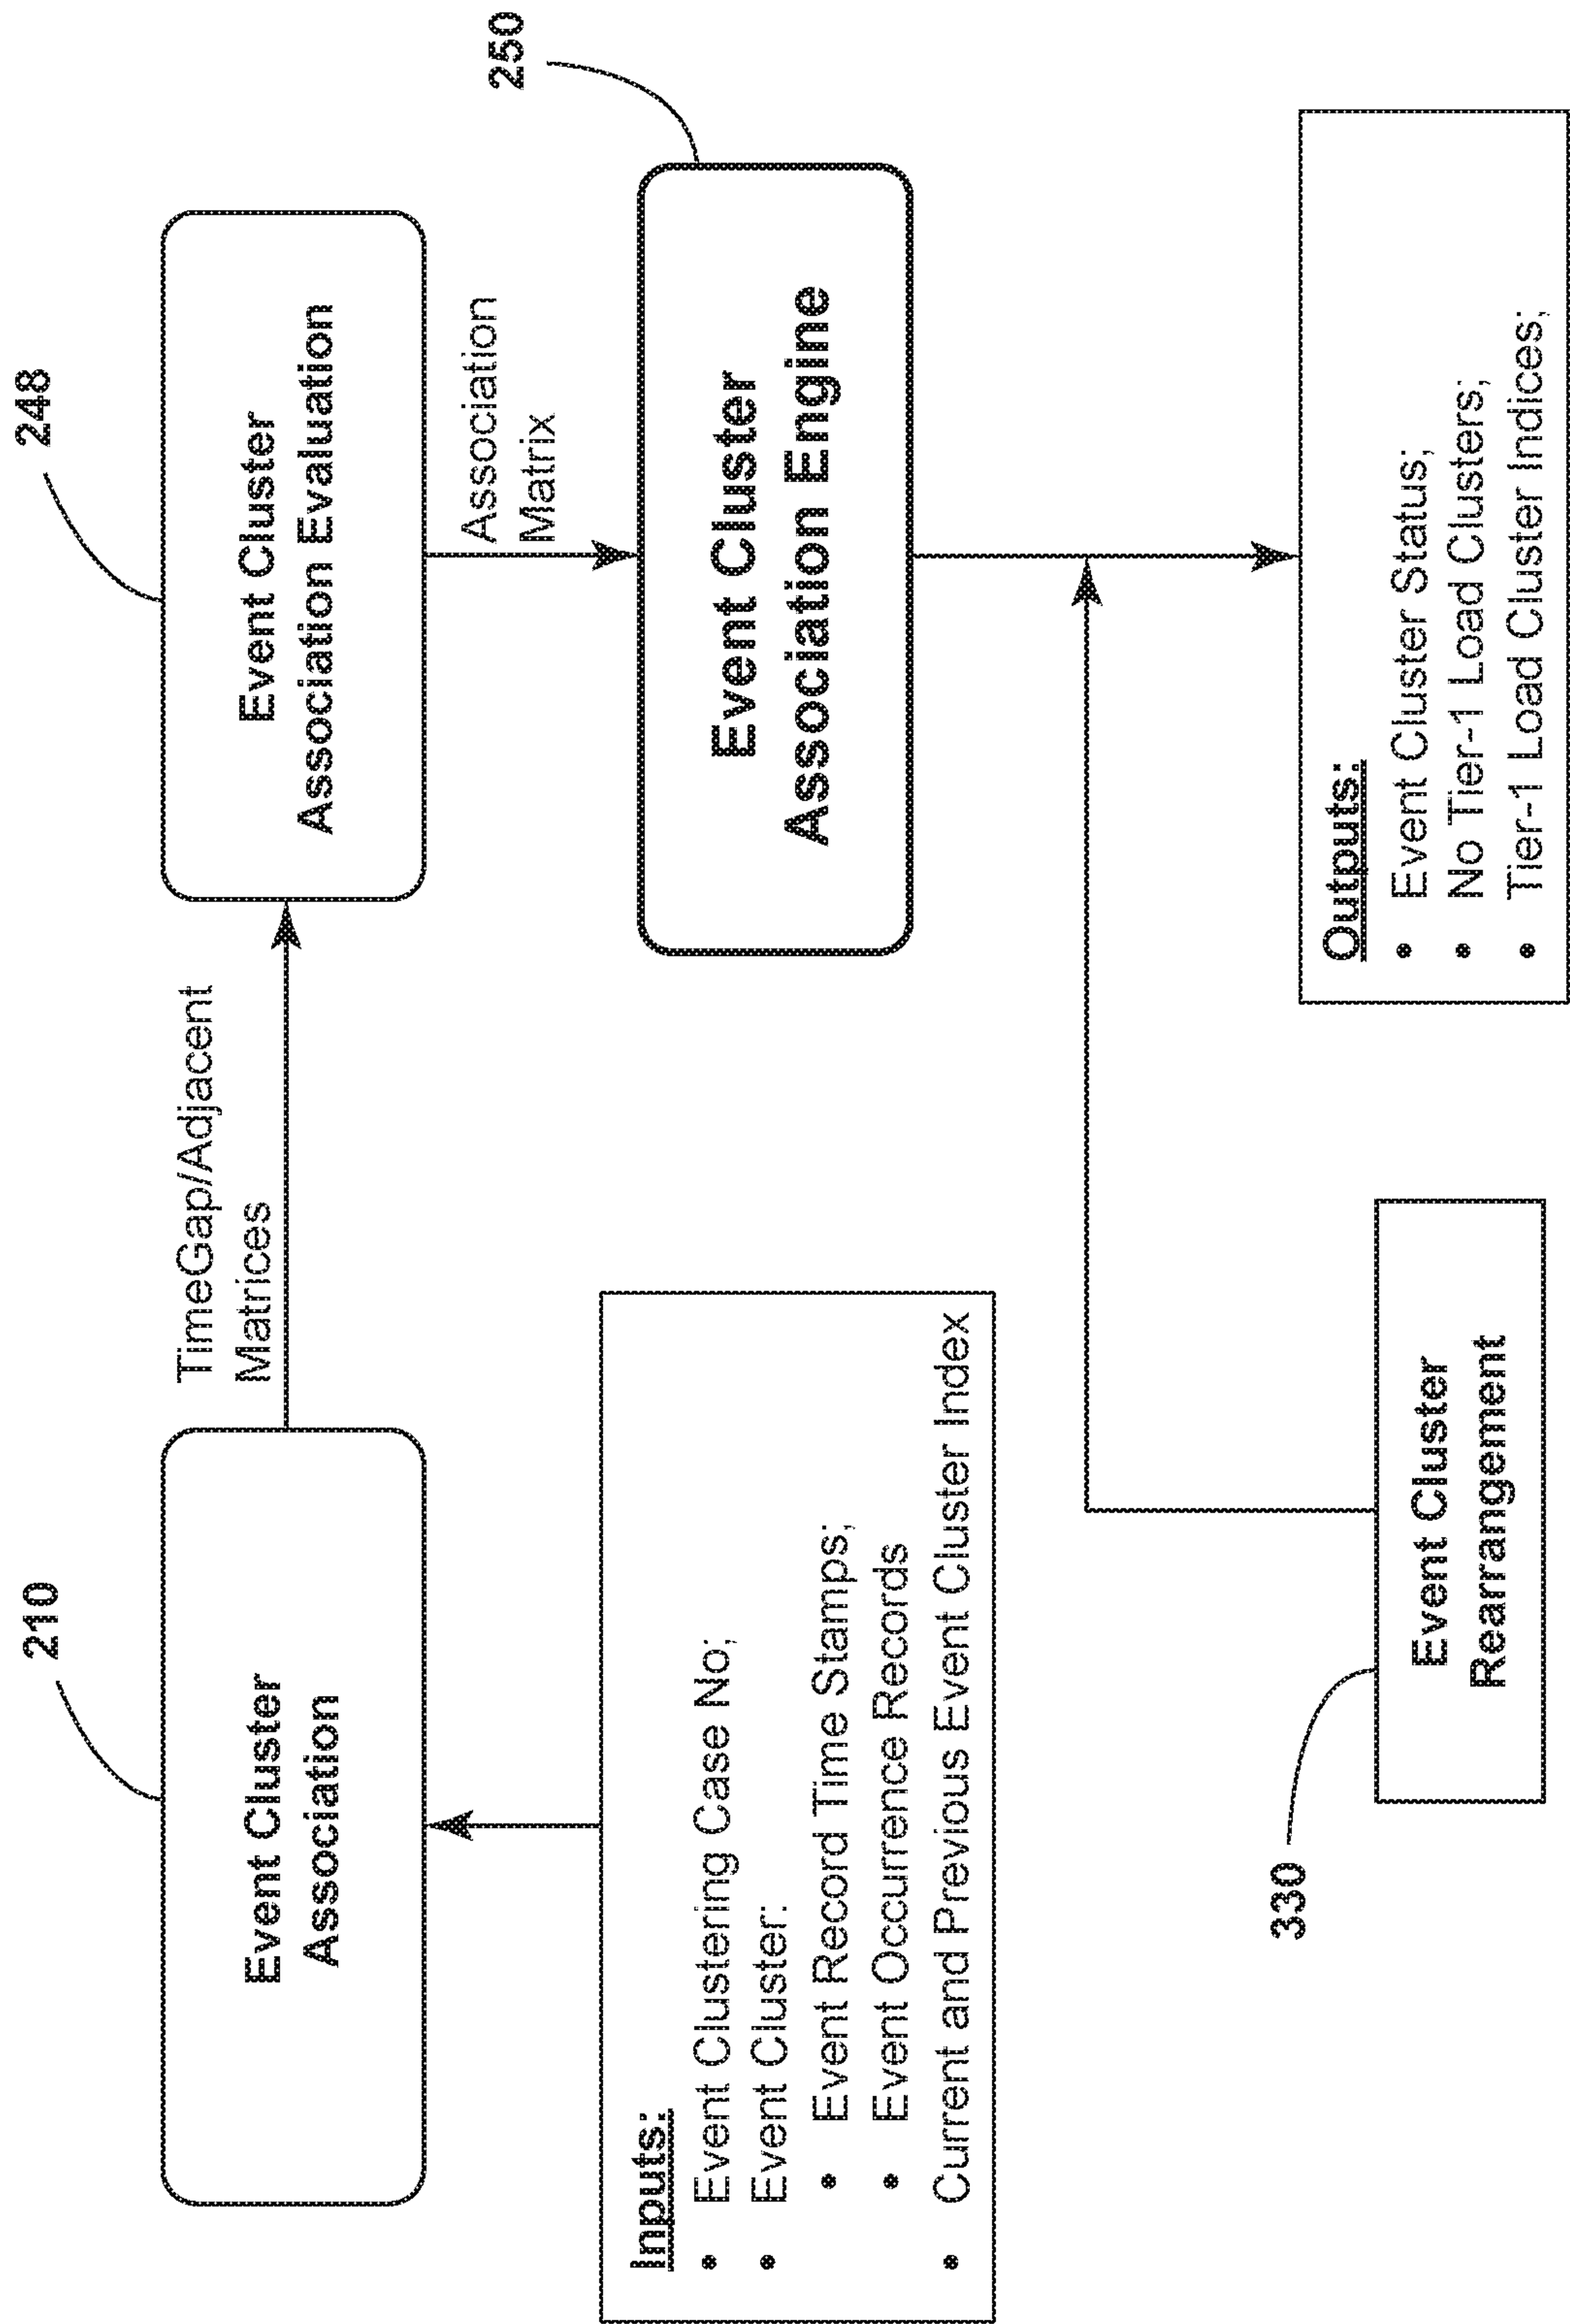 210
Event Cluster
Association
TimeGap/Adjacent
Matrices
248
Event Cluster
Association Evaluation
Association
Matrix
250
Event Cluster
Association Engine
Inputs:
• Event Clustering Case No;
• Event Cluster:
• Event Record Time Stamps;
• Event Occurrence Records
• Current and Previous Event Cluster Index
330
Event Cluster
Rearrangement
Outputs:
• Event Cluster Status;
• No Tier-1 Load Clusters;
• Tier-1 Load Cluster Indices;